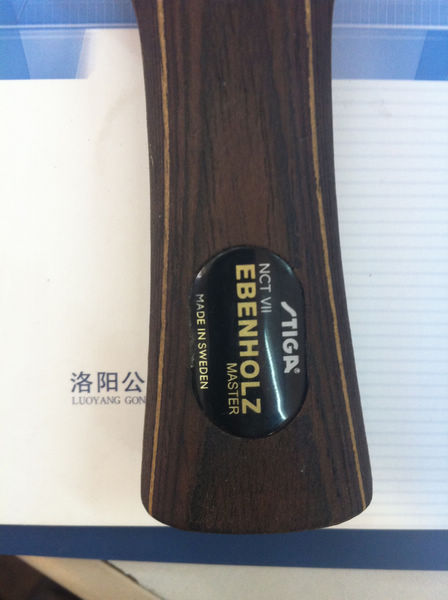 STIGA®
NCT VII
EBENHOLZ
MASTER
MADE IN SWEDEN
洛阳公
LUOYANG GON